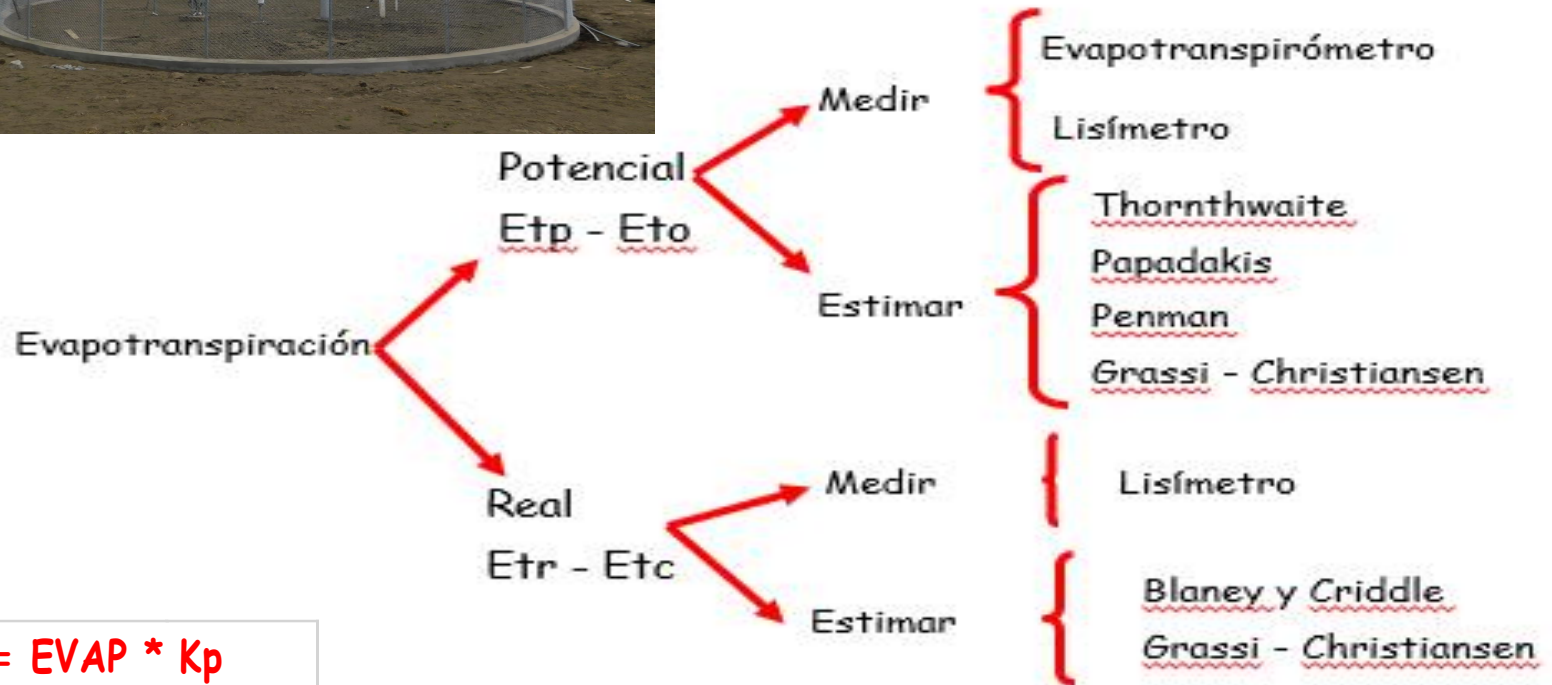 Evapotranspiración
Potencial
Etp - Eto
Medir
Evapotranspirómetro
Lisímetro
Estimar
Thornthwaite
Papadakis
Penman
Grassi - Christiansen
Real
Etr - Etc
Medir
Lisímetro
Estimar
Blaney y Criddle
Grassi - Christiansen
= EVAP * Kp